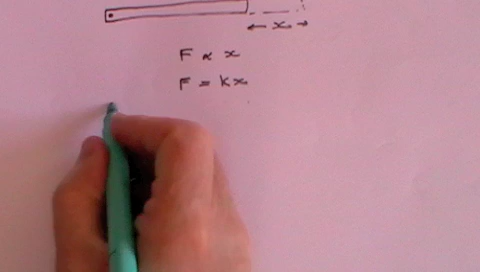 x
F ∝ x
F = kx